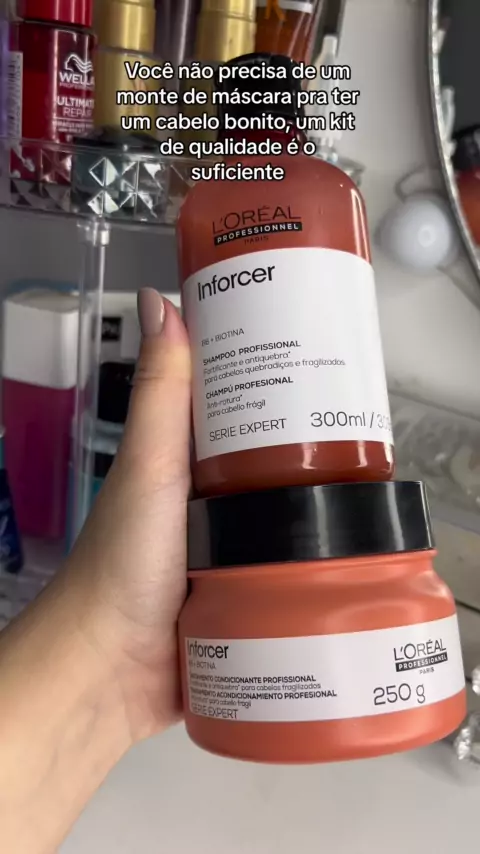 Você não precisa de um
monte de máscara pra ter
um cabelo bonito, um kit
de qualidade é o
suficiente
WELLA
PROFESSIONALS
ULTIMATE
REPAIR
L'ORÉAL
PROFESSIONNEL
PARIS
Inforcer
B6 + BIOTINA
SHAMPOO PROFISSIONAL
Fortificante e antiquebra*
para cabelos quebradiços e fragilizados
CHAMPÚ PROFESIONAL
Anti-rotura*
para cabello frágil
SERIE EXPERT
300ml /
Inforcer
B6 + BIOTINA
L'ORÉAL
PROFESSIONNEL
PARIS
TRATAMENTO CONDICIONANTE PROFISSIONAL
Fortificante e antiquebra* para cabelos fragilizados
TRATAMIENTO ACONDICIONAMIENTO PROFESIONAL
para cabello frágil
SERIE EXPERT
250 g